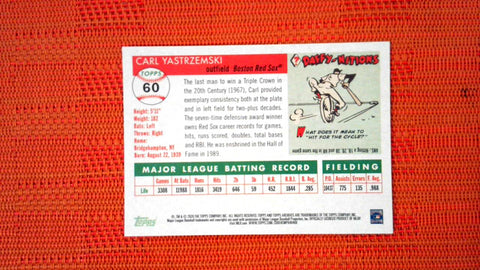 CARL YASTRZEMSKI
outfield Boston Red Sox®
TOPPS
60
Height: 5'11"
Weight: 182
Bats: Left
Throws: Right
Home:
Bridgehampton, NY
Born: August 22, 1939
The last man to win a Triple Crown in
the 20th Century (1967), Carl provided
exemplary consistency both at the plate
and in left field for two-plus decades.
The seven-time defensive award winner
owns Red Sox career records for games,
hits, runs scored, doubles, total bases
and RBI. He was enshrined in the Hall of
Fame in 1989.
DAFFY-NITIONS
WHAT DOES IT MEAN TO
"HIT FOR THE CYCLE?"
MAJOR LEAGUE BATTING RECORD FIELDING
Games At Bat Runs Hits 2B 3B H.R. R.B.I. B.Avg. P.O. Assists Errors F.Avg.
Life 3308 11988 1816 3419 646 59 452 1844 .285 10437 775 135 .988
Topps